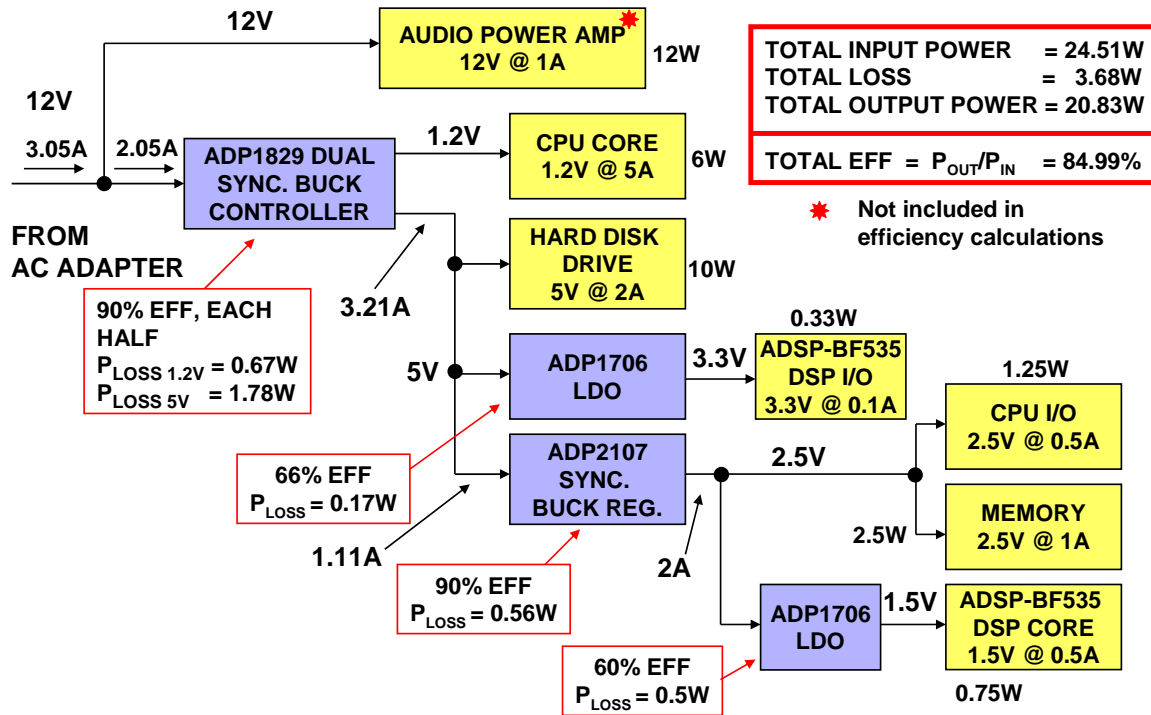 12V
AUDIO POWER AMP
12V @ 1A
12W
TOTAL INPUT POWER = 24.51W
TOTAL LOSS = 3.68W
TOTAL OUTPUT POWER = 20.83W
TOTAL EFF = POUT/PIN = 84.99%
Not included in
efficiency calculations
12V
3.05A
2.05A
FROM
AC ADAPTER
ADP1829 DUAL
SYNC. BUCK
CONTROLLER
1.2V
CPU CORE
1.2V @ 5A
6W
HARD DISK
DRIVE
5V @ 2A
10W
3.21A
90% EFF, EACH
HALF
PLOSS 1.2V = 0.67W
PLOSS 5V = 1.78W
5V
ADP1706
LDO
3.3V
0.33W
ADSP-BF535
DSP I/O
3.3V @ 0.1A
66% EFF
PLOSS = 0.17W
ADP2107
SYNC.
BUCK REG.
1.11A
90% EFF
PLOSS = 0.56W
2A
2.5V
1.25W
CPU I/O
2.5V @ 0.5A
MEMORY
2.5V @ 1A
2.5W
ADP1706
LDO
1.5V
ADSP-BF535
DSP CORE
1.5V @ 0.5A
0.75W
60% EFF
PLOSS = 0.5W